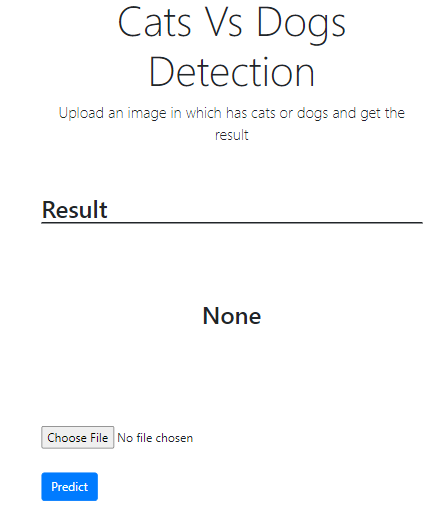 Cats Vs Dogs
Detection
Upload an image in which has cats or dogs and get the
result
Result
None
Choose File No file chosen
Predict